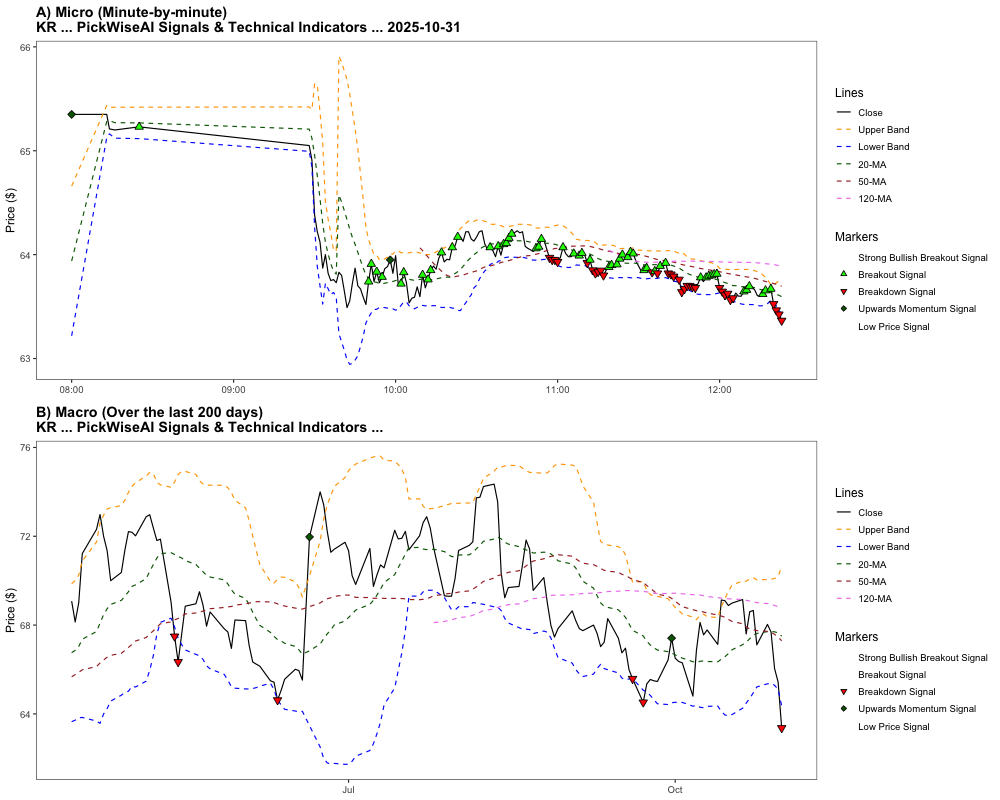 A) Micro (Minute-by-minute)
KR ... PickWiseAI Signals & Technical Indicators ... 2025-10-31
Price ($)
66
65
64
63
08:00
09:00
10:00
11:00
12:00
Lines
Close
Upper Band
Lower Band
20-MA
50-MA
120-MA
Markers
Strong Bullish Breakout Signal
Breakout Signal
Breakdown Signal
Upwards Momentum Signal
Low Price Signal
B) Macro (Over the last 200 days)
KR ... PickWiseAI Signals & Technical Indicators ...
Price ($)
76
72
68
64
Jul
Oct
Lines
Close
Upper Band
Lower Band
20-MA
50-MA
120-MA
Markers
Strong Bullish Breakout Signal
Breakout Signal
Breakdown Signal
Upwards Momentum Signal
Low Price Signal